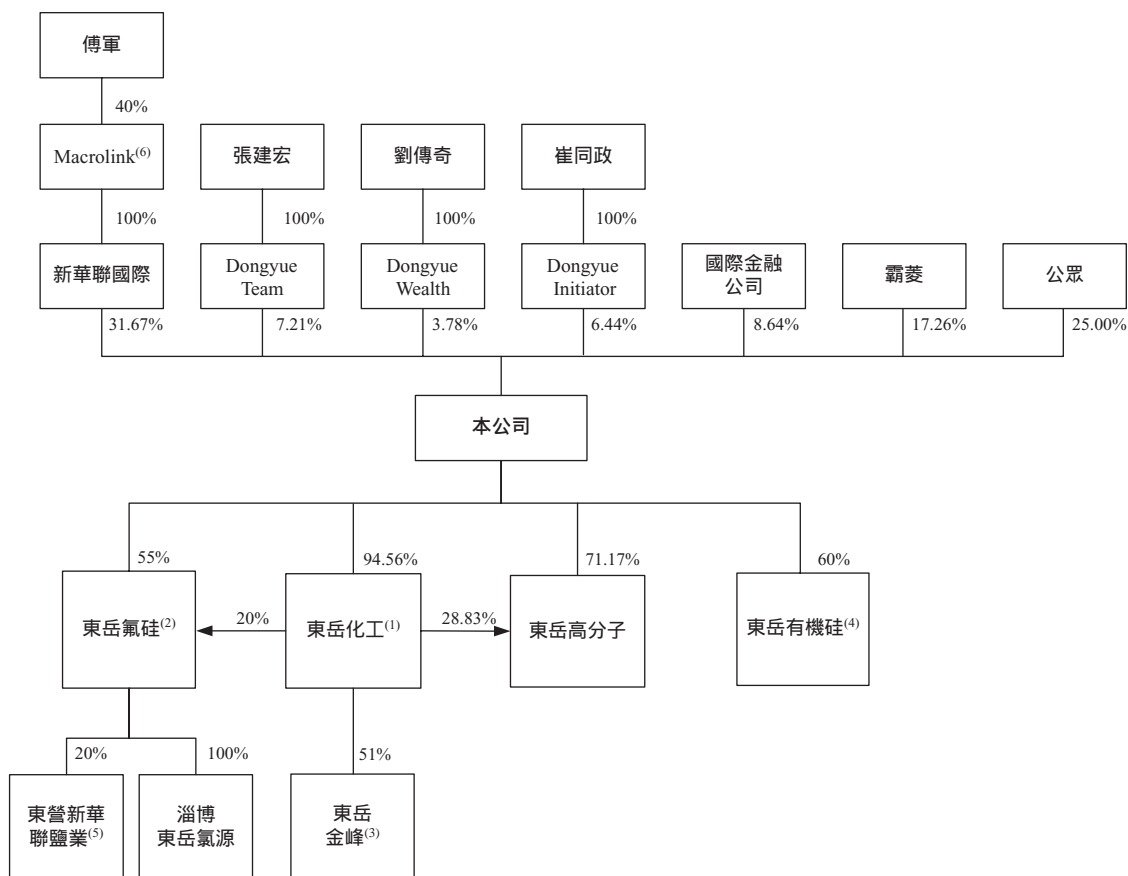 傅軍
40%
Macrolink(6)
張建宏
劉傳奇
崔同政
100%
100%
100%
100%
新華聯國際
Dongyue
Team
Dongyue
Wealth
Dongyue
Initiator
國際金融
公司
霸菱
公眾
31.67%
7.21%
3.78%
6.44%
8.64%
17.26%
25.00%
本公司
55%
94.56%
71.17%
60%
東岳氟硅(2)
20%
東岳化工(1)
28.83%
東岳高分子
東岳有機硅(4)
20%
100%
51%
東營新華
聯鹽業(5)
淄博
東岳氯源
東岳
金峰(3)